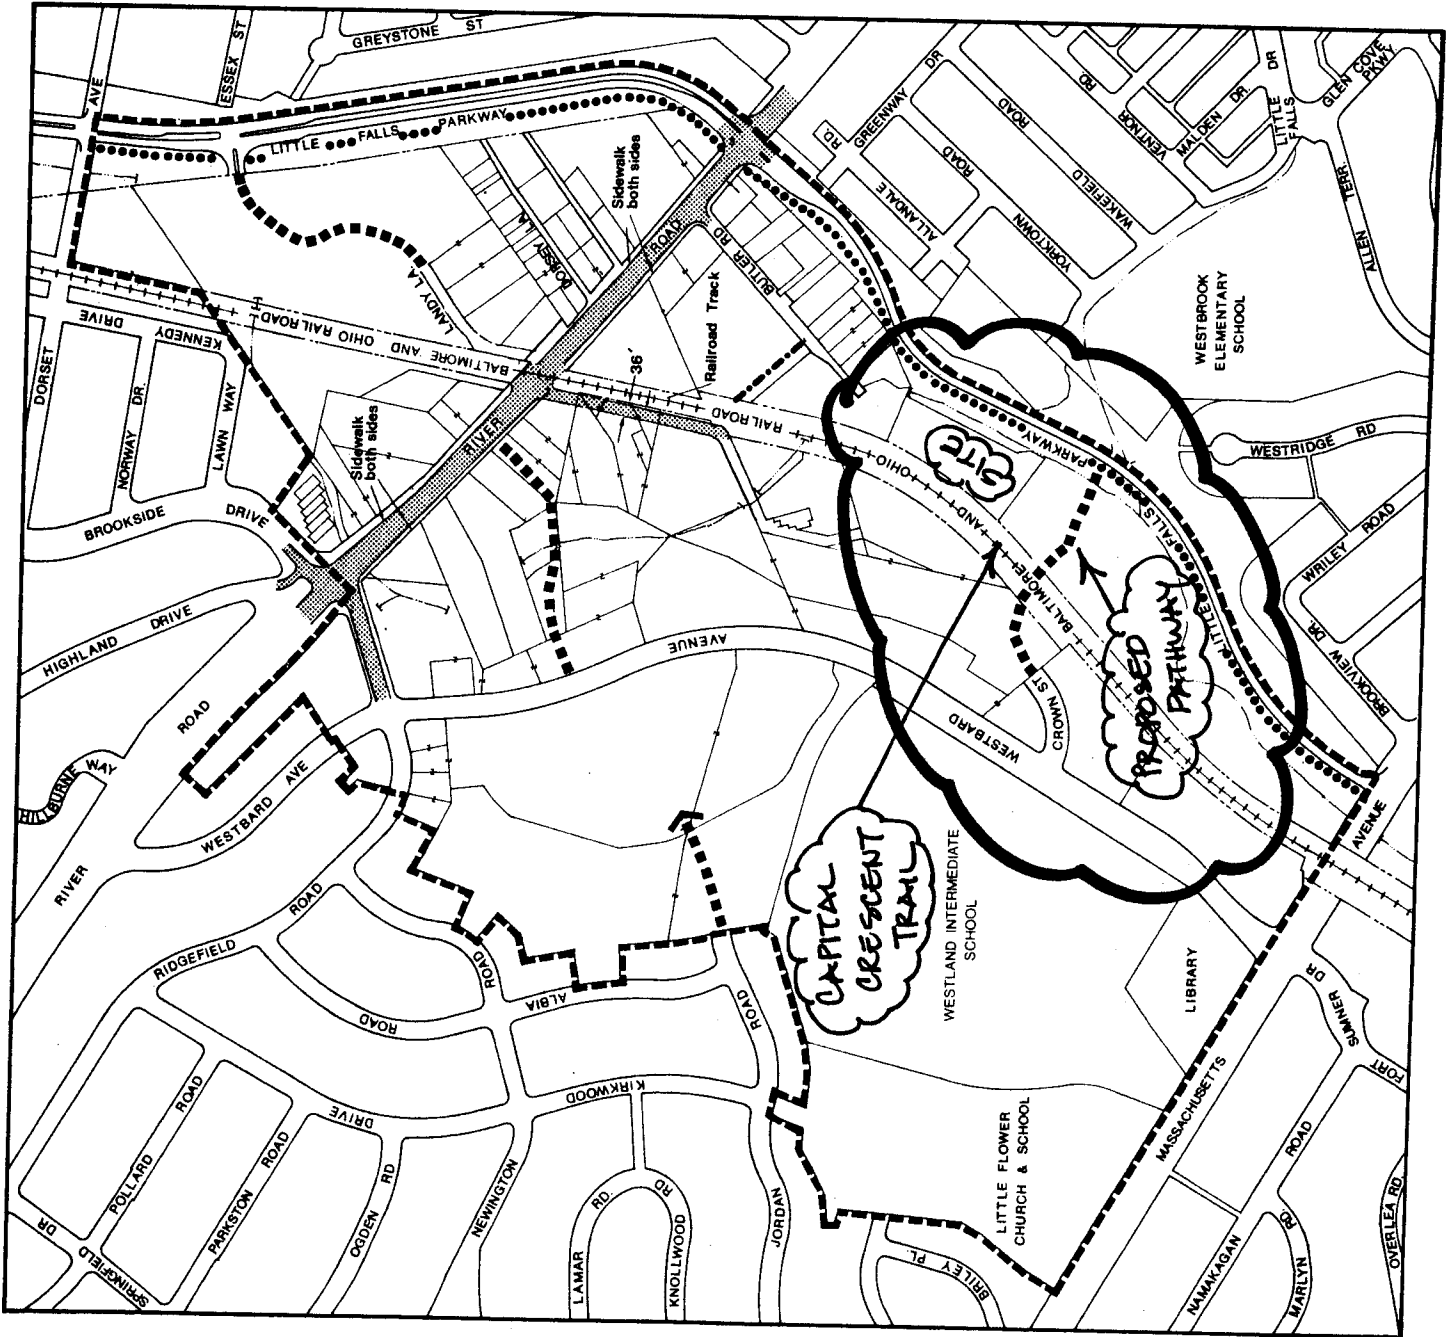 GREYSTONE ST
ESSEX ST
AVE
LITTLE FALLS PARKWAY
Sidewalk
both sides
DORSEY LA
LANDY LA
RIVER ROAD
BUTLER RD
Railroad Track
36'
BALTIMORE AND OHIO RAILROAD
KENNEDY DRIVE
DORSET
NORWAY DR.
LAWN WAY
BROOKSIDE DRIVE
Sidewalk
both sides
HIGHLAND DRIVE
RIVER ROAD
HILLBURNE WAY
WESTBARD AVE
WESTBARD AVENUE
RD.
GREENWAY DR
ALLANDALE ROAD
YORKTOWN
WAKEFIELD ROAD
RD
VENTNOR
MALDEN DR.
LITTLE FALLS DR
GLEN COVE PKWY
ALLEN TERR.
WESTBROOK
ELEMENTARY
SCHOOL
WESTRIDGE RD
WRILEY ROAD
BROOKVIEW DR.
SITE
LITTLE FALLS PARKWAY
BALTIMORE AND OHIO RAILROAD
CROWN ST
PROPOSED
PATHWAY
CAPITAL
CRESCENT
TRAIL
WESTLAND INTERMEDIATE
SCHOOL
LIBRARY
LITTLE FLOWER
CHURCH & SCHOOL
MASSACHUSETTS AVENUE
SUMNER DR
FORT
ROAD
NAMAKAGAN
MARLYN RD.
OVERLEA RD.
BRILEY PL.
JORDAN ROAD
KNOLLWOOD RD
LAMAR RD.
KIRKWOOD DRIVE
ALBIA ROAD
ROAD
RIDGEFIELD ROAD
NEWINGTON
OGDEN RD
PARKSTON ROAD
POLLARD ROAD
SPRINGFIELD DR